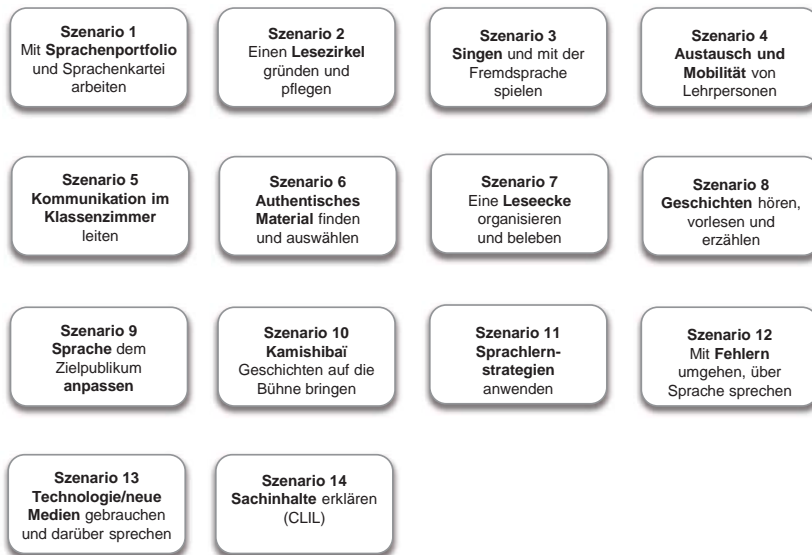 Szenario 1
Mit Sprachenportfolio
und Sprachenkartei
arbeiten
Szenario 2
Einen Lesezirkel
gründen und
pflegen
Szenario 3
Singen und mit der
Fremdsprache
spielen
Szenario 4
Austausch und
Mobilität von
Lehrpersonen
Szenario 5
Kommunikation im
Klassenzimmer
leiten
Szenario 6
Authentisches
Material finden
und auswählen
Szenario 7
Eine Leseecke
organisieren
und beleben
Szenario 8
Geschichten hören,
vorlesen und
erzählen
Szenario 9
Sprache dem
Zielpublikum
anpassen
Szenario 10
Kamishibaï
Geschichten auf die
Bühne bringen
Szenario 11
Sprachlern-
strategien
anwenden
Szenario 12
Mit Fehlern
umgehen, über
Sprache sprechen
Szenario 13
Technologie/neue
Medien gebrauchen
und darüber sprechen
Szenario 14
Sachinhalte erklären
(CLIL)